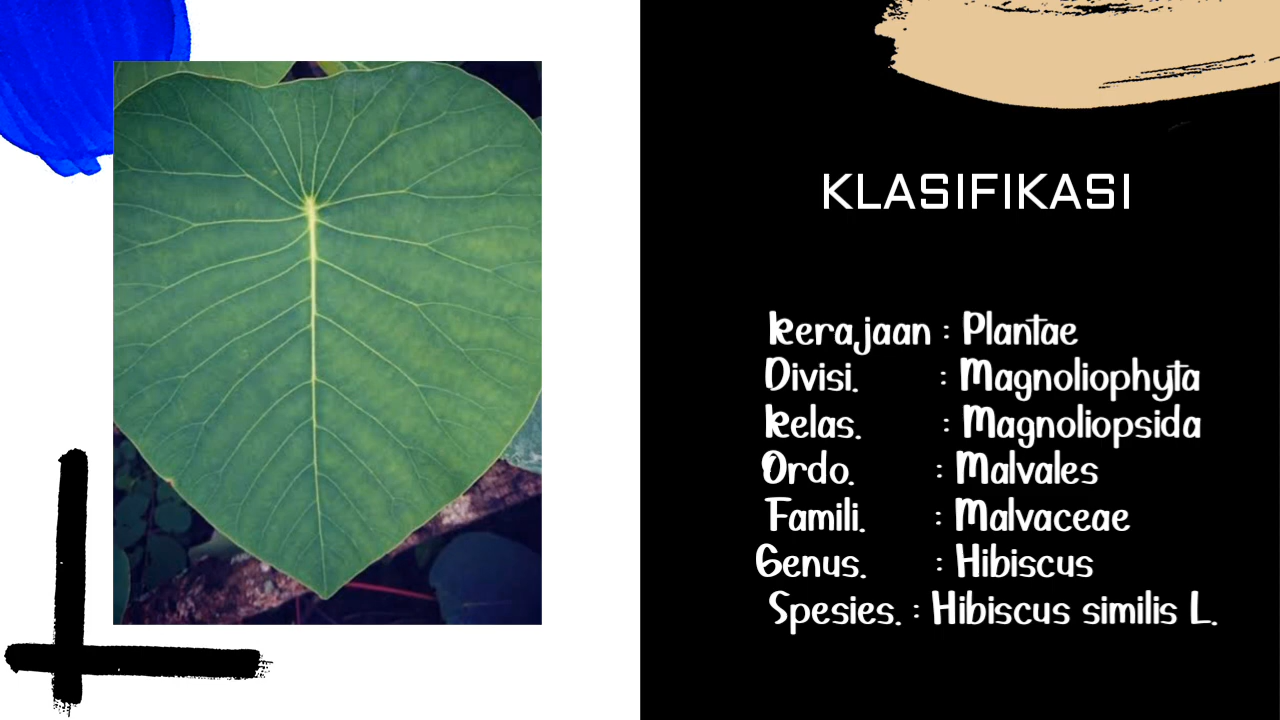 KLASIFIKASI
Kerajaan : Plantae
Divisi. : Magnoliophyta
Kelas. : Magnoliopsida
Ordo. : Malvales
Famili. : Malvaceae
Genus. : Hibiscus
Spesies. : Hibiscus similis L.